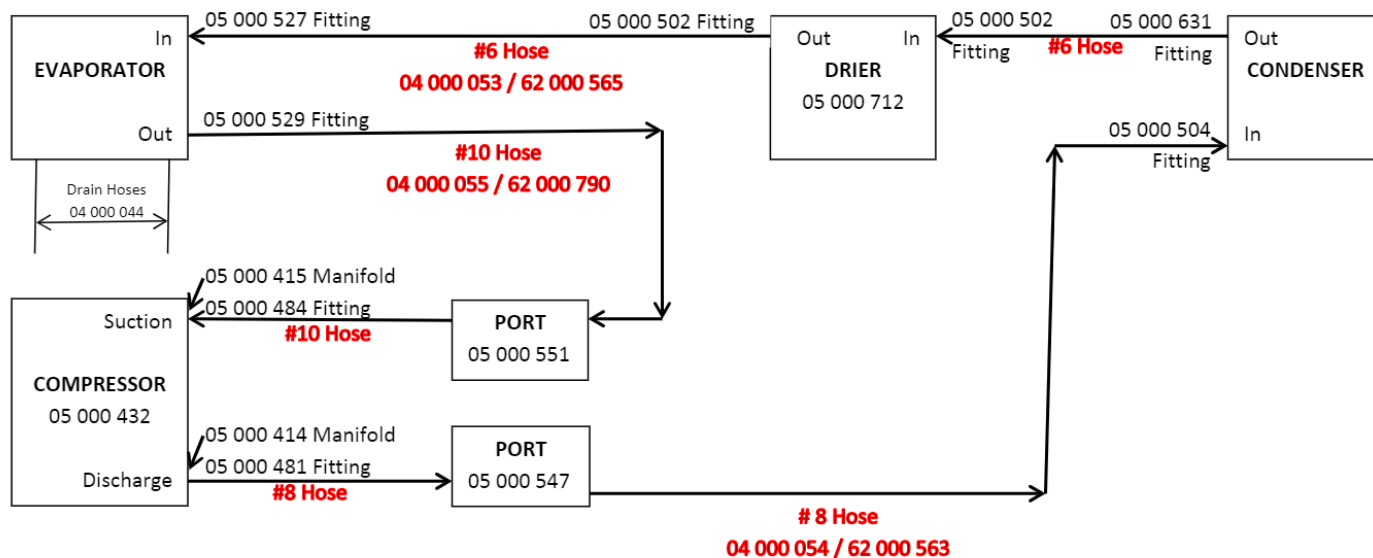 05 000 527 Fitting
05 000 502 Fitting
05 000 502
Fitting
05 000 631
Fitting
In
EVAPORATOR
Out
#6 Hose
04 000 053 / 62 000 565
Out In
DRIER
05 000 712
#6 Hose
Out
CONDENSER
In
05 000 529 Fitting
#10 Hose
04 000 055 / 62 000 790
05 000 504
Fitting
Drain Hoses
04 000 044
05 000 415 Manifold
05 000 484 Fitting
#10 Hose
Suction
COMPRESSOR
05 000 432
Discharge
PORT
05 000 551
05 000 414 Manifold
05 000 481 Fitting
#8 Hose
PORT
05 000 547
# 8 Hose
04 000 054 / 62 000 563